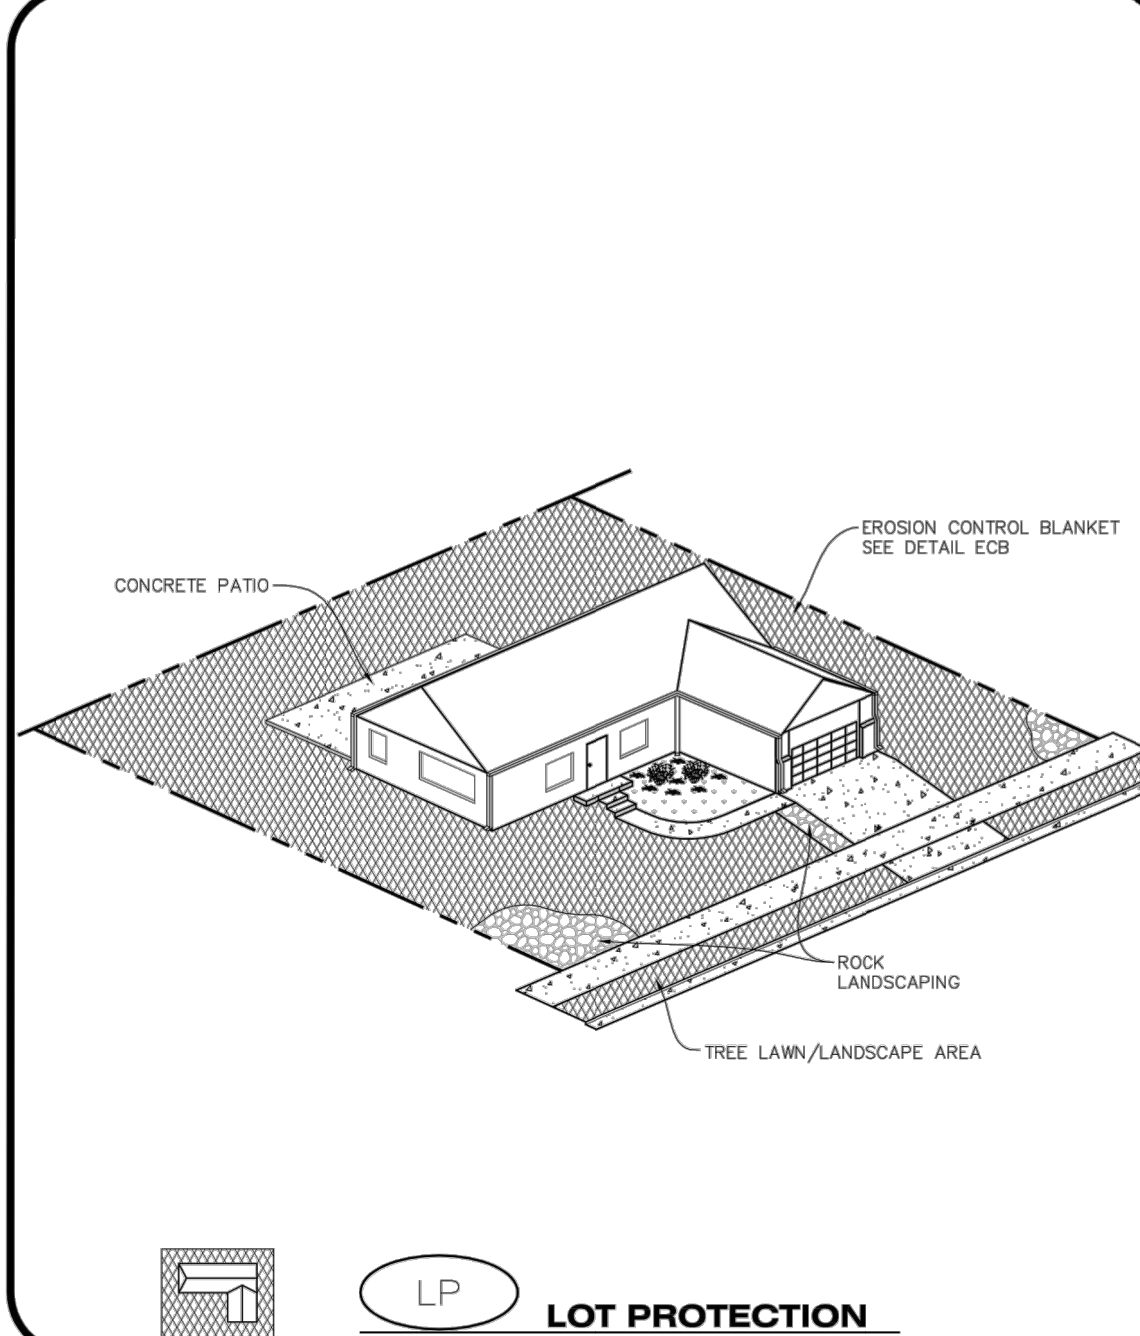 EROSION CONTROL BLANKET
SEE DETAIL ECB
CONCRETE PATIO
ROCK
LANDSCAPING
TREE LAWN/LANDSCAPE AREA
LP
LOT PROTECTION